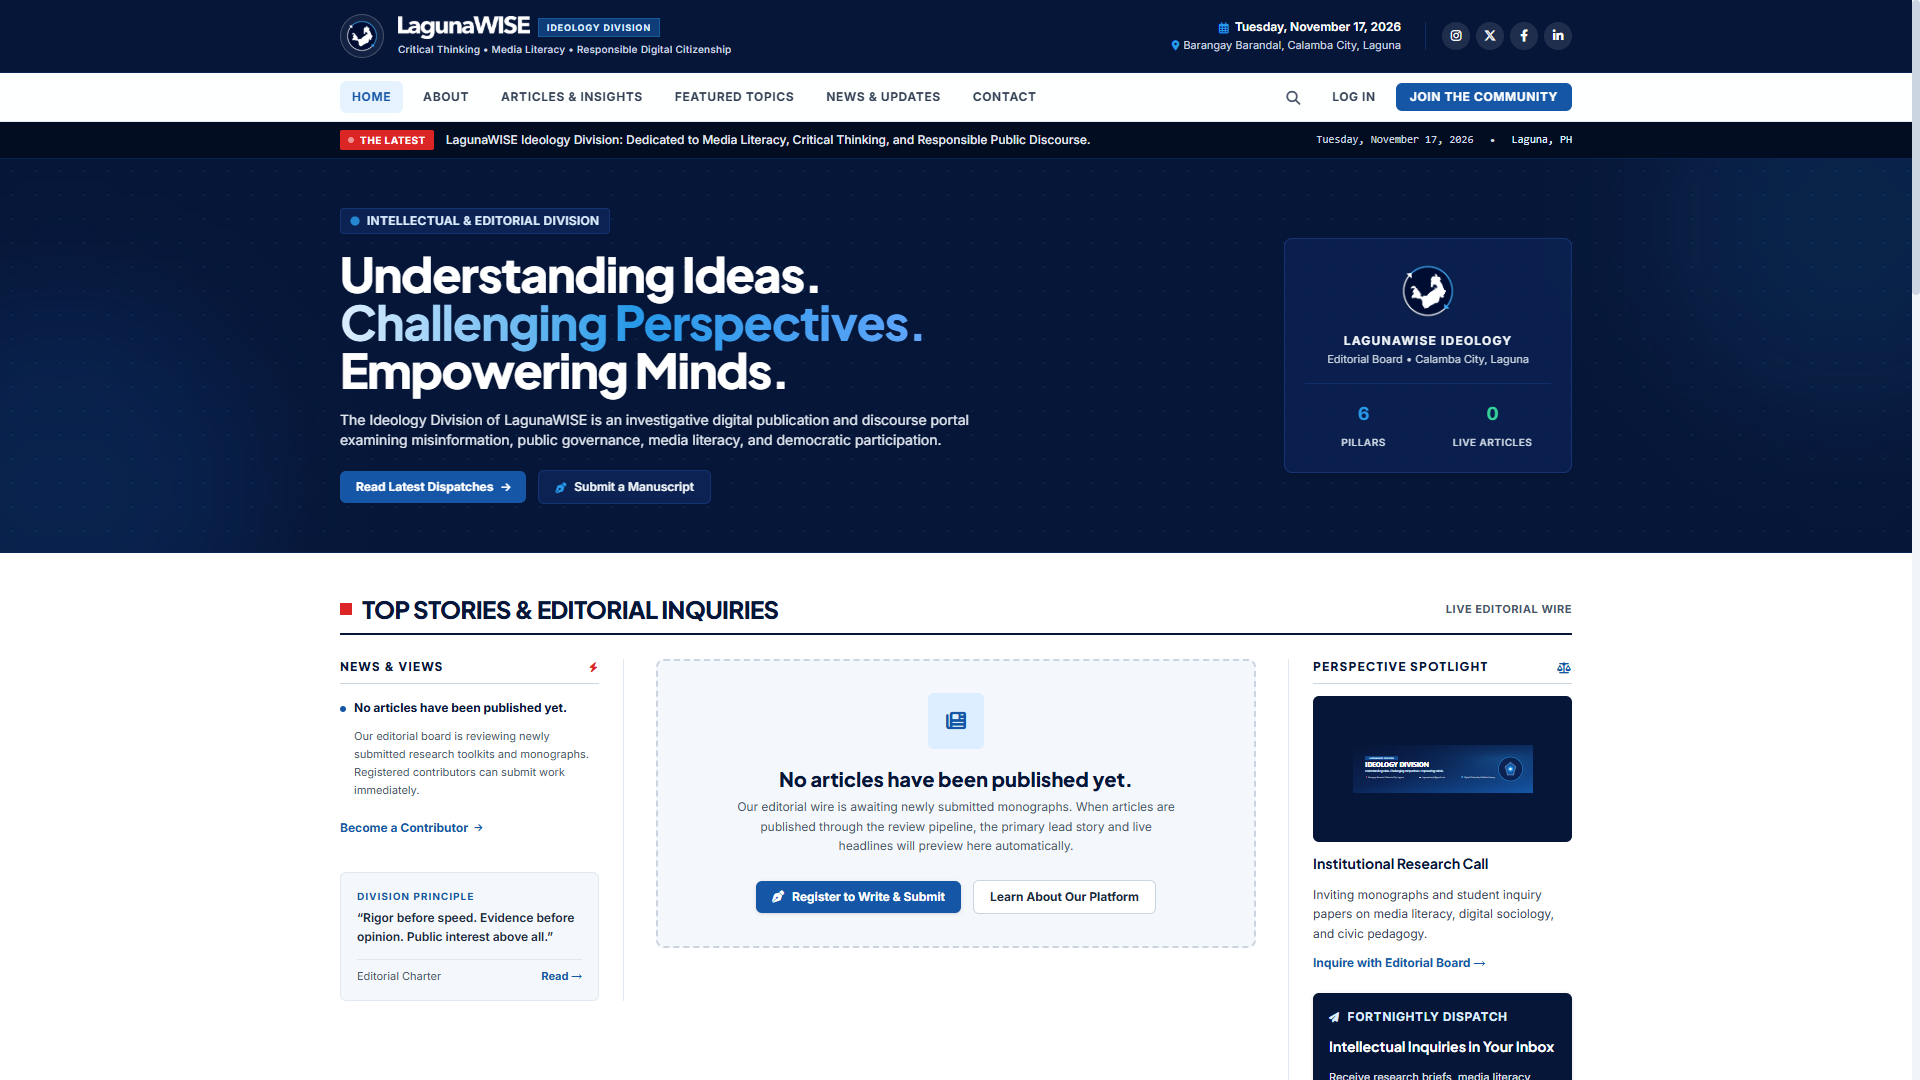 LagunaWISE IDEOLOGY DIVISION
Critical Thinking • Media Literacy • Responsible Digital Citizenship
Tuesday, November 17, 2026
Barangay Barandal, Calamba City, Laguna
HOME ABOUT ARTICLES & INSIGHTS FEATURED TOPICS NEWS & UPDATES CONTACT LOG IN JOIN THE COMMUNITY
THE LATEST LagunaWISE Ideology Division: Dedicated to Media Literacy, Critical Thinking, and Responsible Public Discourse. Tuesday, November 17, 2026 • Laguna, PH
INTELLECTUAL & EDITORIAL DIVISION
Understanding Ideas.
Challenging Perspectives.
Empowering Minds.
The Ideology Division of LagunaWISE is an investigative digital publication and discourse portal
examining misinformation, public governance, media literacy, and democratic participation.
Read Latest Dispatches → Submit a Manuscript
LAGUNAWISE IDEOLOGY
Editorial Board • Calamba City, Laguna
6 0
PILLARS LIVE ARTICLES
TOP STORIES & EDITORIAL INQUIRIES LIVE EDITORIAL WIRE
NEWS & VIEWS
No articles have been published yet.
Our editorial board is reviewing newly
submitted research toolkits and monographs.
Registered contributors can submit work
immediately.
Become a Contributor →
DIVISION PRINCIPLE
“Rigor before speed. Evidence before
opinion. Public interest above all.”
Editorial Charter Read →
No articles have been published yet.
Our editorial wire is awaiting newly submitted monographs. When articles are
published through the review pipeline, the primary lead story and live
headlines will preview here automatically.
Register to Write & Submit Learn About Our Platform
PERSPECTIVE SPOTLIGHT
IDEOLOGY DIVISION
Institutional Research Call
Inviting monographs and student inquiry
papers on media literacy, digital sociology,
and civic pedagogy.
Inquire with Editorial Board →
FORTNIGHTLY DISPATCH
Intellectual Inquiries in Your Inbox
Receive research briefs, media literacy